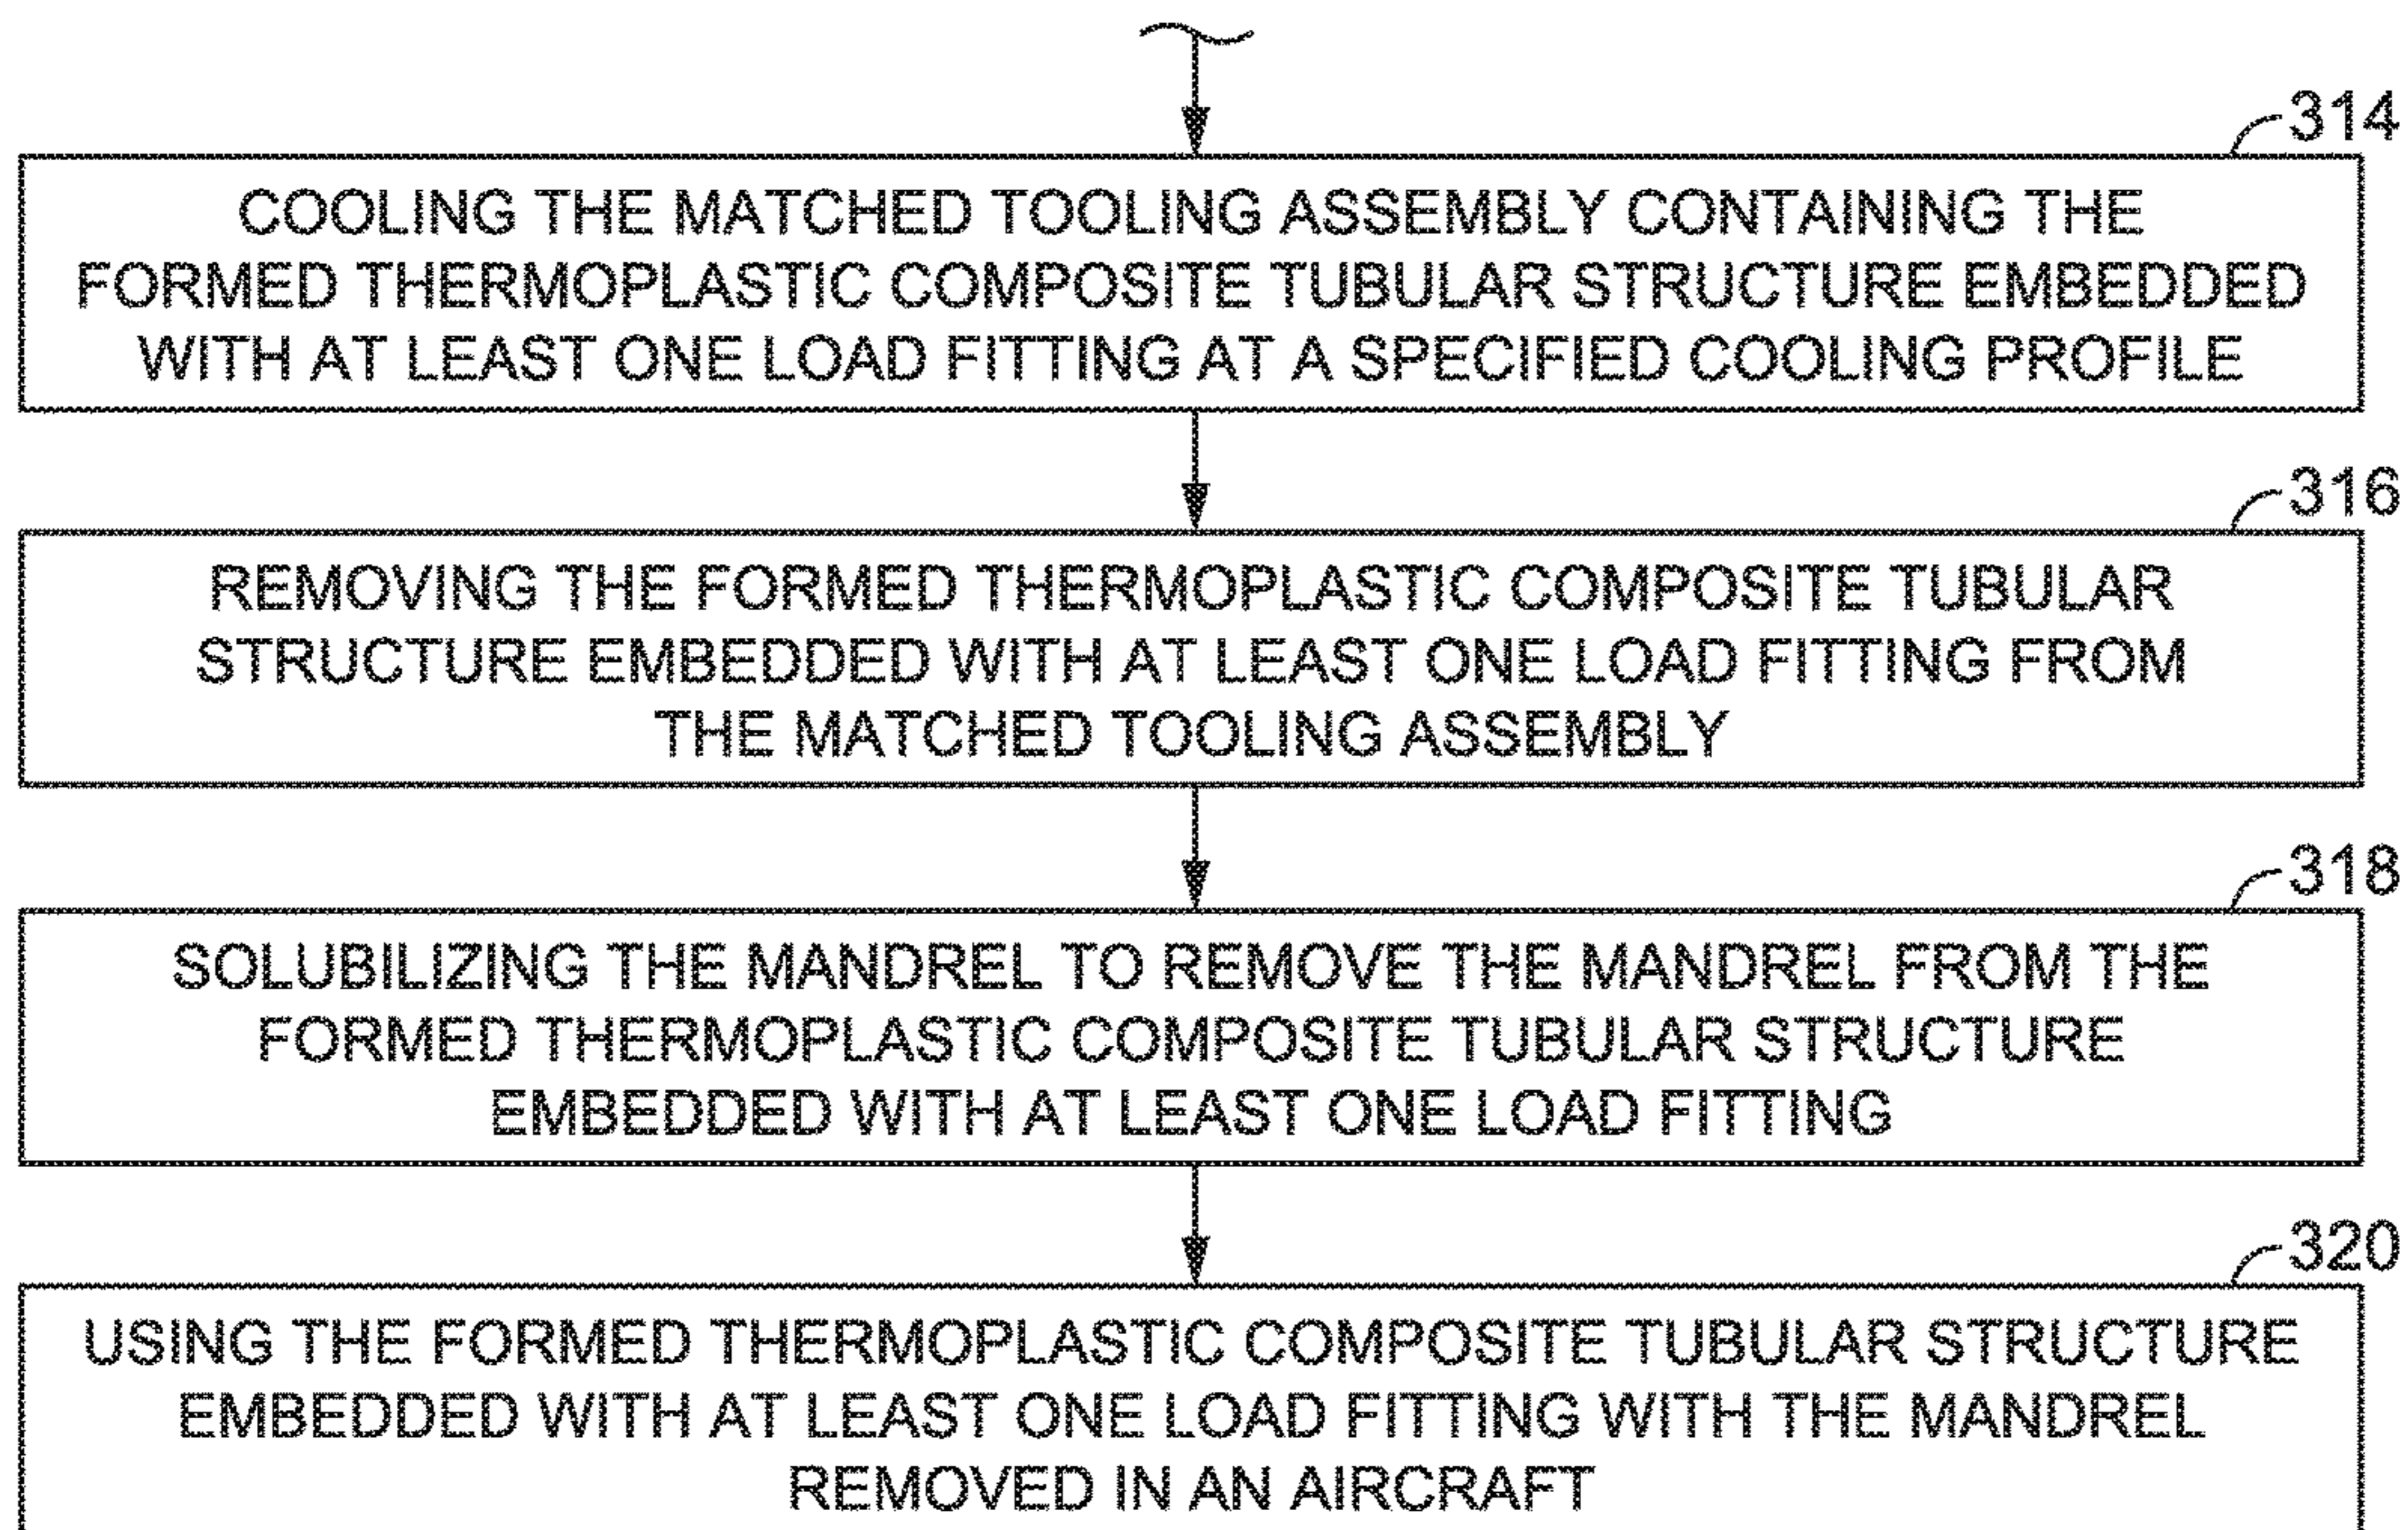 314
COOLING THE MATCHED TOOLING ASSEMBLY CONTAINING THE
FORMED THERMOPLASTIC COMPOSITE TUBULAR STRUCTURE EMBEDDED
WITH AT LEAST ONE LOAD FITTING AT A SPECIFIED COOLING PROFILE
316
REMOVING THE FORMED THERMOPLASTIC COMPOSITE TUBULAR
STRUCTURE EMBEDDED WITH AT LEAST ONE LOAD FITTING FROM
THE MATCHED TOOLING ASSEMBLY
318
SOLUBILIZING THE MANDREL TO REMOVE THE MANDREL FROM THE
FORMED THERMOPLASTIC COMPOSITE TUBULAR STRUCTURE
EMBEDDED WITH AT LEAST ONE LOAD FITTING
320
USING THE FORMED THERMOPLASTIC COMPOSITE TUBULAR STRUCTURE
EMBEDDED WITH AT LEAST ONE LOAD FITTING WITH THE MANDREL
REMOVED IN AN AIRCRAFT